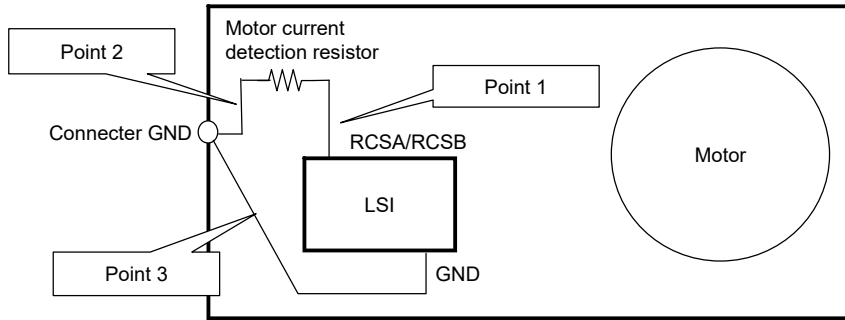 Motor current
detection resistor
Point 2
Point 1
Connecter GND
RCSA/RCSB
Motor
LSI
Point 3
GND